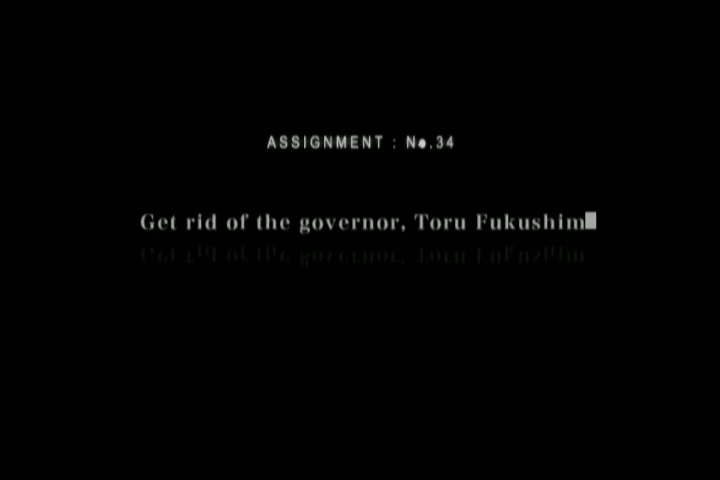 ASSIGNMENT : No.34
Get rid of the governor, Toru Fukushim